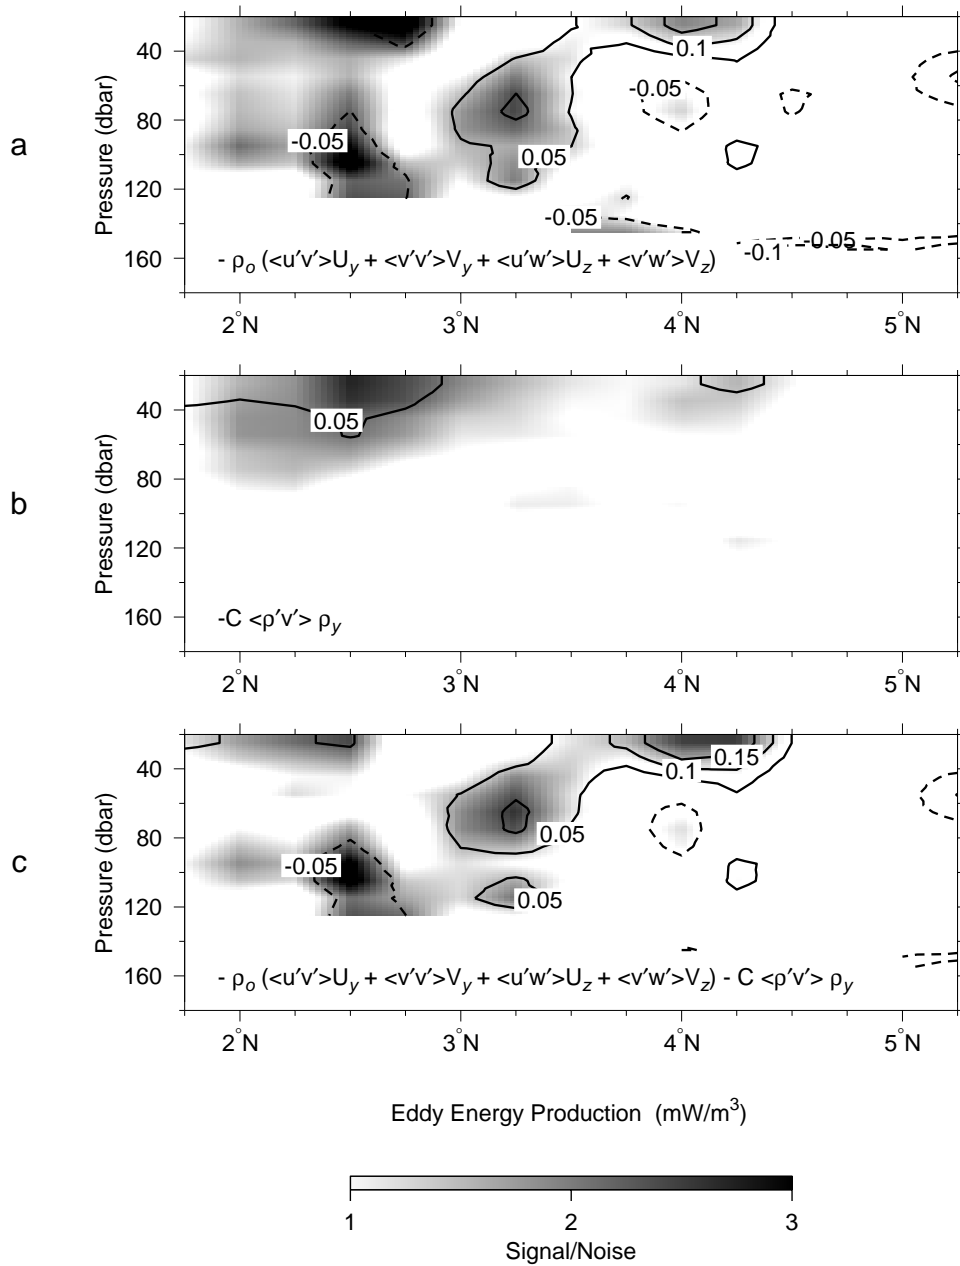 a
Pressure (dbar)
40
80
120
160
0.1
-0.05
-0.05
0.05
-0.05
-0.05
-0.1
- ρo (<u′v′>Uy + <v′v′>Vy + <u′w′>Uz + <v′w′>Vz)
2°N 3°N 4°N 5°N
b
Pressure (dbar)
40
80
120
160
0.05
-C <ρ′v′> ρy
2°N 3°N 4°N 5°N
c
Pressure (dbar)
40
80
120
160
0.15
0.1
0.05
-0.05
0.05
- ρo (<u′v′>Uy + <v′v′>Vy + <u′w′>Uz + <v′w′>Vz) - C <ρ′v′> ρy
2°N 3°N 4°N 5°N
Eddy Energy Production (mW/m³)
1 2 3
Signal/Noise